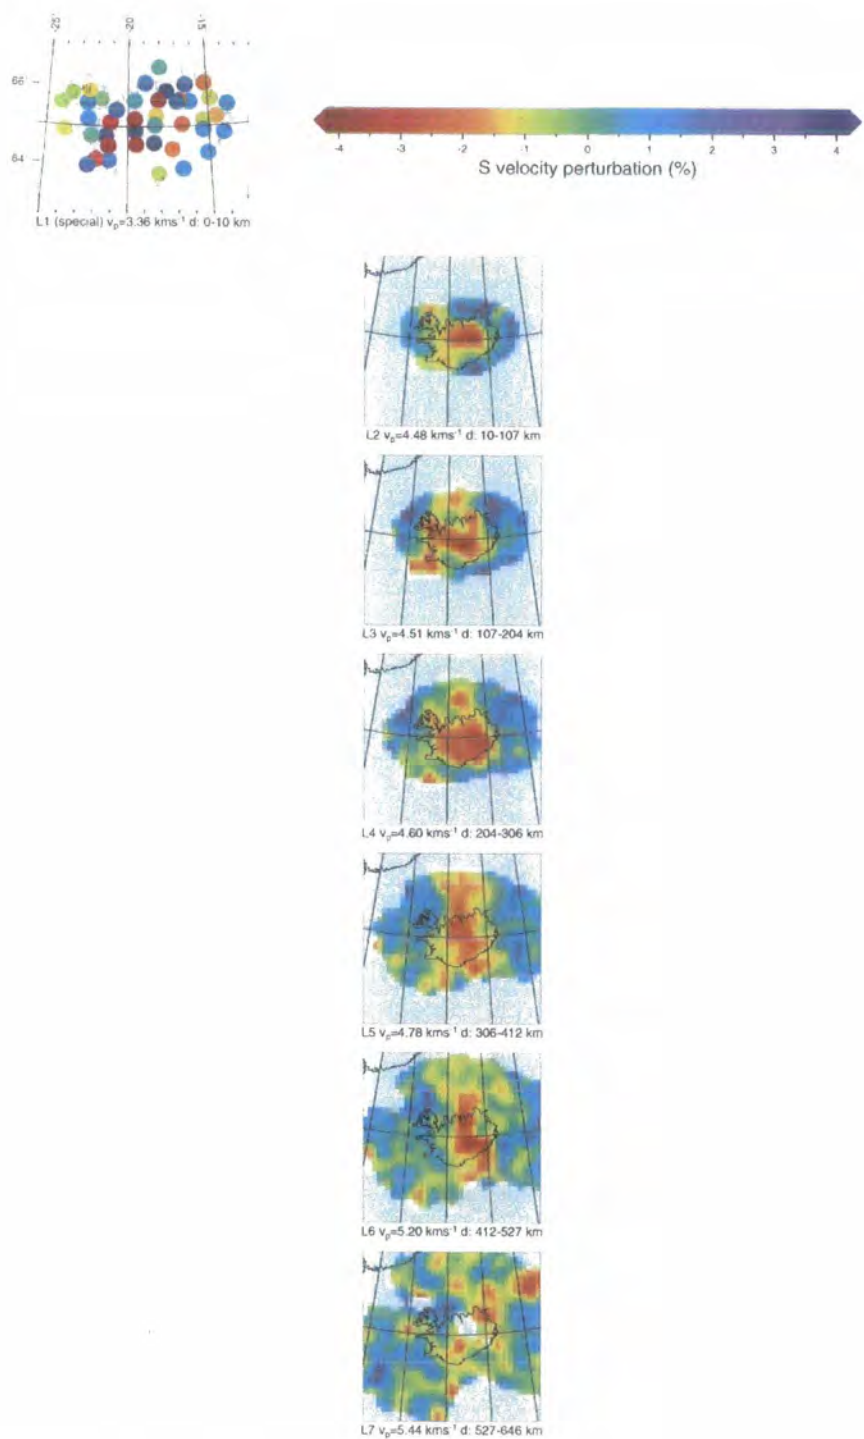 -25 -20 -15
66
64
L1 (special) vₚ=3.36 kms⁻¹ d: 0-10 km
-4 -3 -2 -1 0 1 2 3 4
S velocity perturbation (%)
L2 vₚ=4.48 kms⁻¹ d: 10-107 km
L3 vₚ=4.51 kms⁻¹ d: 107-204 km
L4 vₚ=4.60 kms⁻¹ d: 204-306 km
L5 vₚ=4.78 kms⁻¹ d: 306-412 km
L6 vₚ=5.20 kms⁻¹ d: 412-527 km
L7 vₚ=5.44 kms⁻¹ d: 527-646 km